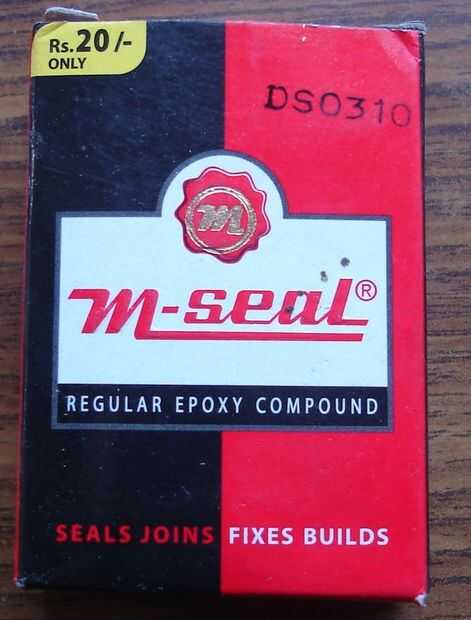 Rs.20/-
ONLY
DS0310
m
m-seal®
REGULAR EPOXY COMPOUND
SEALS JOINS FIXES BUILDS